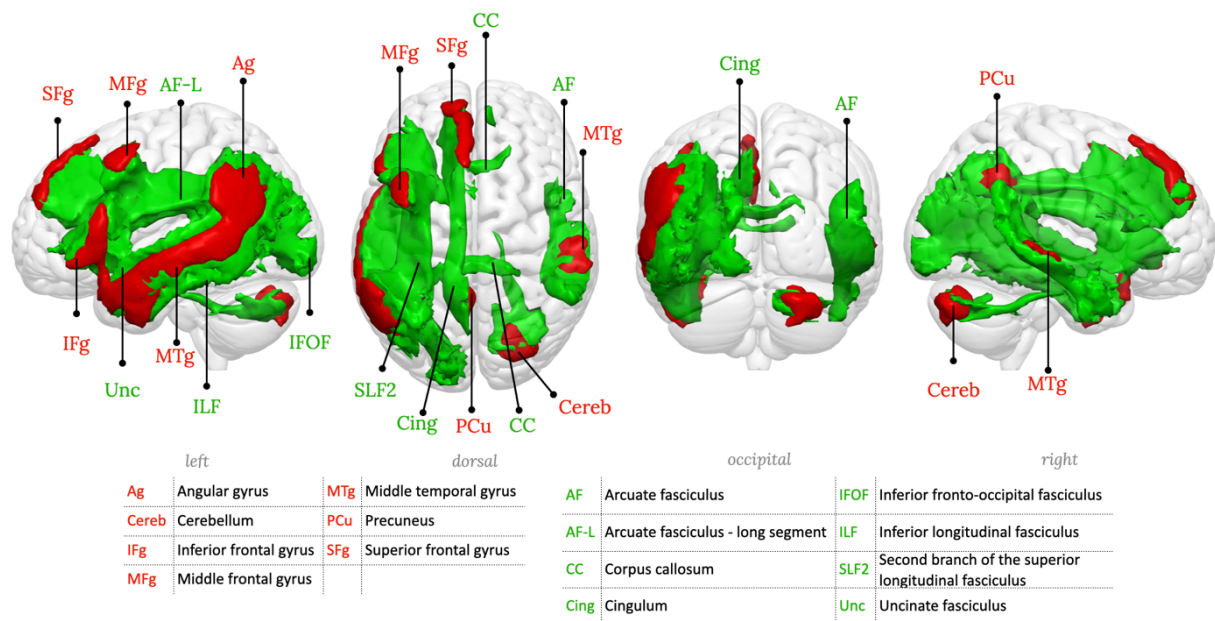 CC
SFg
MFg
Cing
Ag
MFg
AF-L
SFg
AF
PCu
AF
MTg
IFg
MTg
IFOF
Unc
ILF
SLF2
Cing
PCu
CC
Cereb
Cereb
MTg
left
dorsal
occipital
right
Ag Angular gyrus MTg Middle temporal gyrus
Cereb Cerebellum PCu Precuneus
IFg Inferior frontal gyrus SFg Superior frontal gyrus
MFg Middle frontal gyrus
AF Arcuate fasciculus IFOF Inferior fronto-occipital fasciculus
AF-L Arcuate fasciculus - long segment ILF Inferior longitudinal fasciculus
CC Corpus callosum SLF2 Second branch of the superior
longitudinal fasciculus
Cing Cingulum Unc Uncinate fasciculus